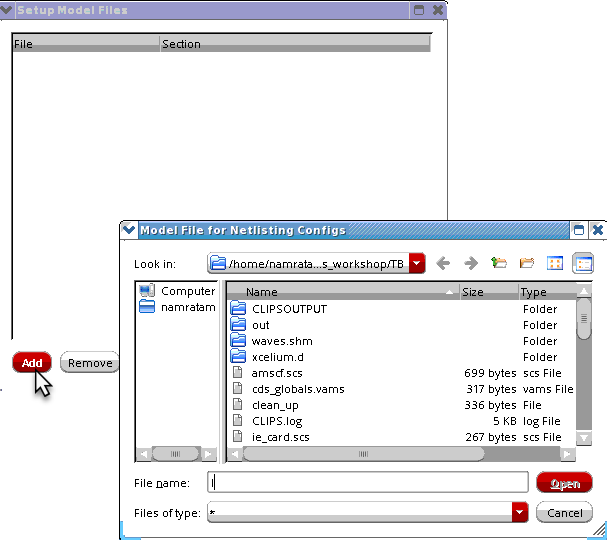 Setup Model Files
File Section
Model File for Netlisting Configs
Look in: /home/namrata...s_workshop/TB
Computer
namratam
Name Size Type
CLIPSOUTPUT Folder
out Folder
waves.shm Folder
xcelium.d Folder
amscf.scs 699 bytes scs File
cds_globals.vams 317 bytes vams File
clean_up 336 bytes File
CLIPS.log 5 KB log File
ie_card.scs 267 bytes scs File
Add Remove
File name: l
Open
Files of type: *
Cancel